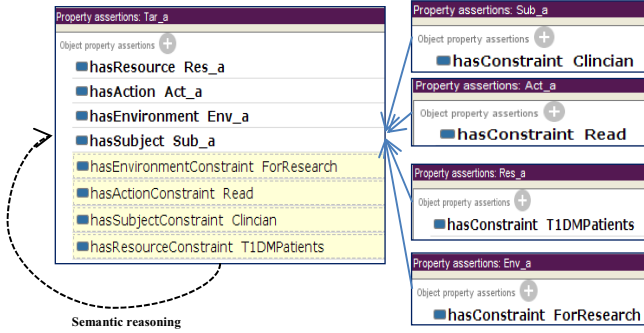 Property assertions: Tar_a
Object property assertions
hasResource Res_a
hasAction Act_a
hasEnvironment Env_a
hasSubject Sub_a
hasEnvironmentConstraint ForResearch
hasActionConstraint Read
hasSubjectConstraint Clincian
hasResourceConstraint T1DMPatients
Semantic reasoning
Property assertions: Sub_a
Object property assertions
hasConstraint Clincian
Property assertions: Act_a
Object property assertions
hasConstraint Read
Property assertions: Res_a
Object property assertions
hasConstraint T1DMPatients
Property assertions: Env_a
Object property assertions
hasConstraint ForResearch